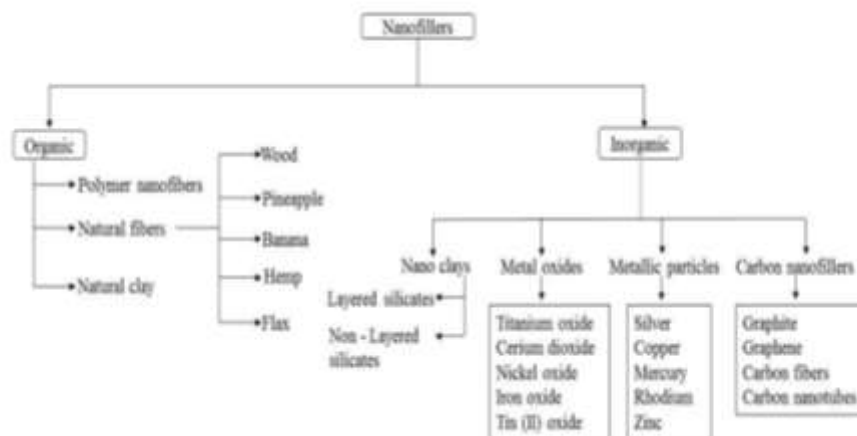 Nanofillers
Organic
Inorganic
Polymer nanofibers
Natural fibers
Natural clay
Wood
Pineapple
Banana
Hemp
Flax
Nano clays
Layered silicates
Non - Layered
silicates
Metal oxides
Titanium oxide
Cerium dioxide
Nickel oxide
Iron oxide
Tin (II) oxide
Metallic particles
Silver
Copper
Mercury
Rhodium
Zinc
Carbon nanofillers
Graphite
Graphene
Carbon fibers
Carbon nanotubes